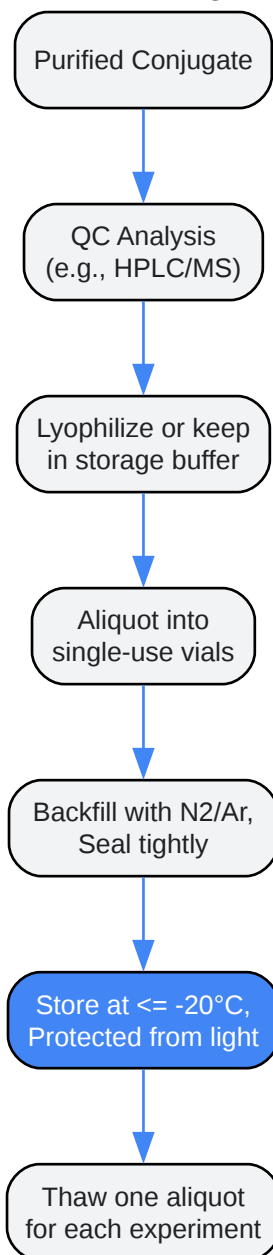 Purified Conjugate
QC Analysis
(e.g., HPLC/MS)
Lyophilize or keep
in storage buffer
Aliquot into
single-use vials
Backfill with N2/Ar,
Seal tightly
Store at <= -20°C,
Protected from light
Thaw one aliquot
for each experiment